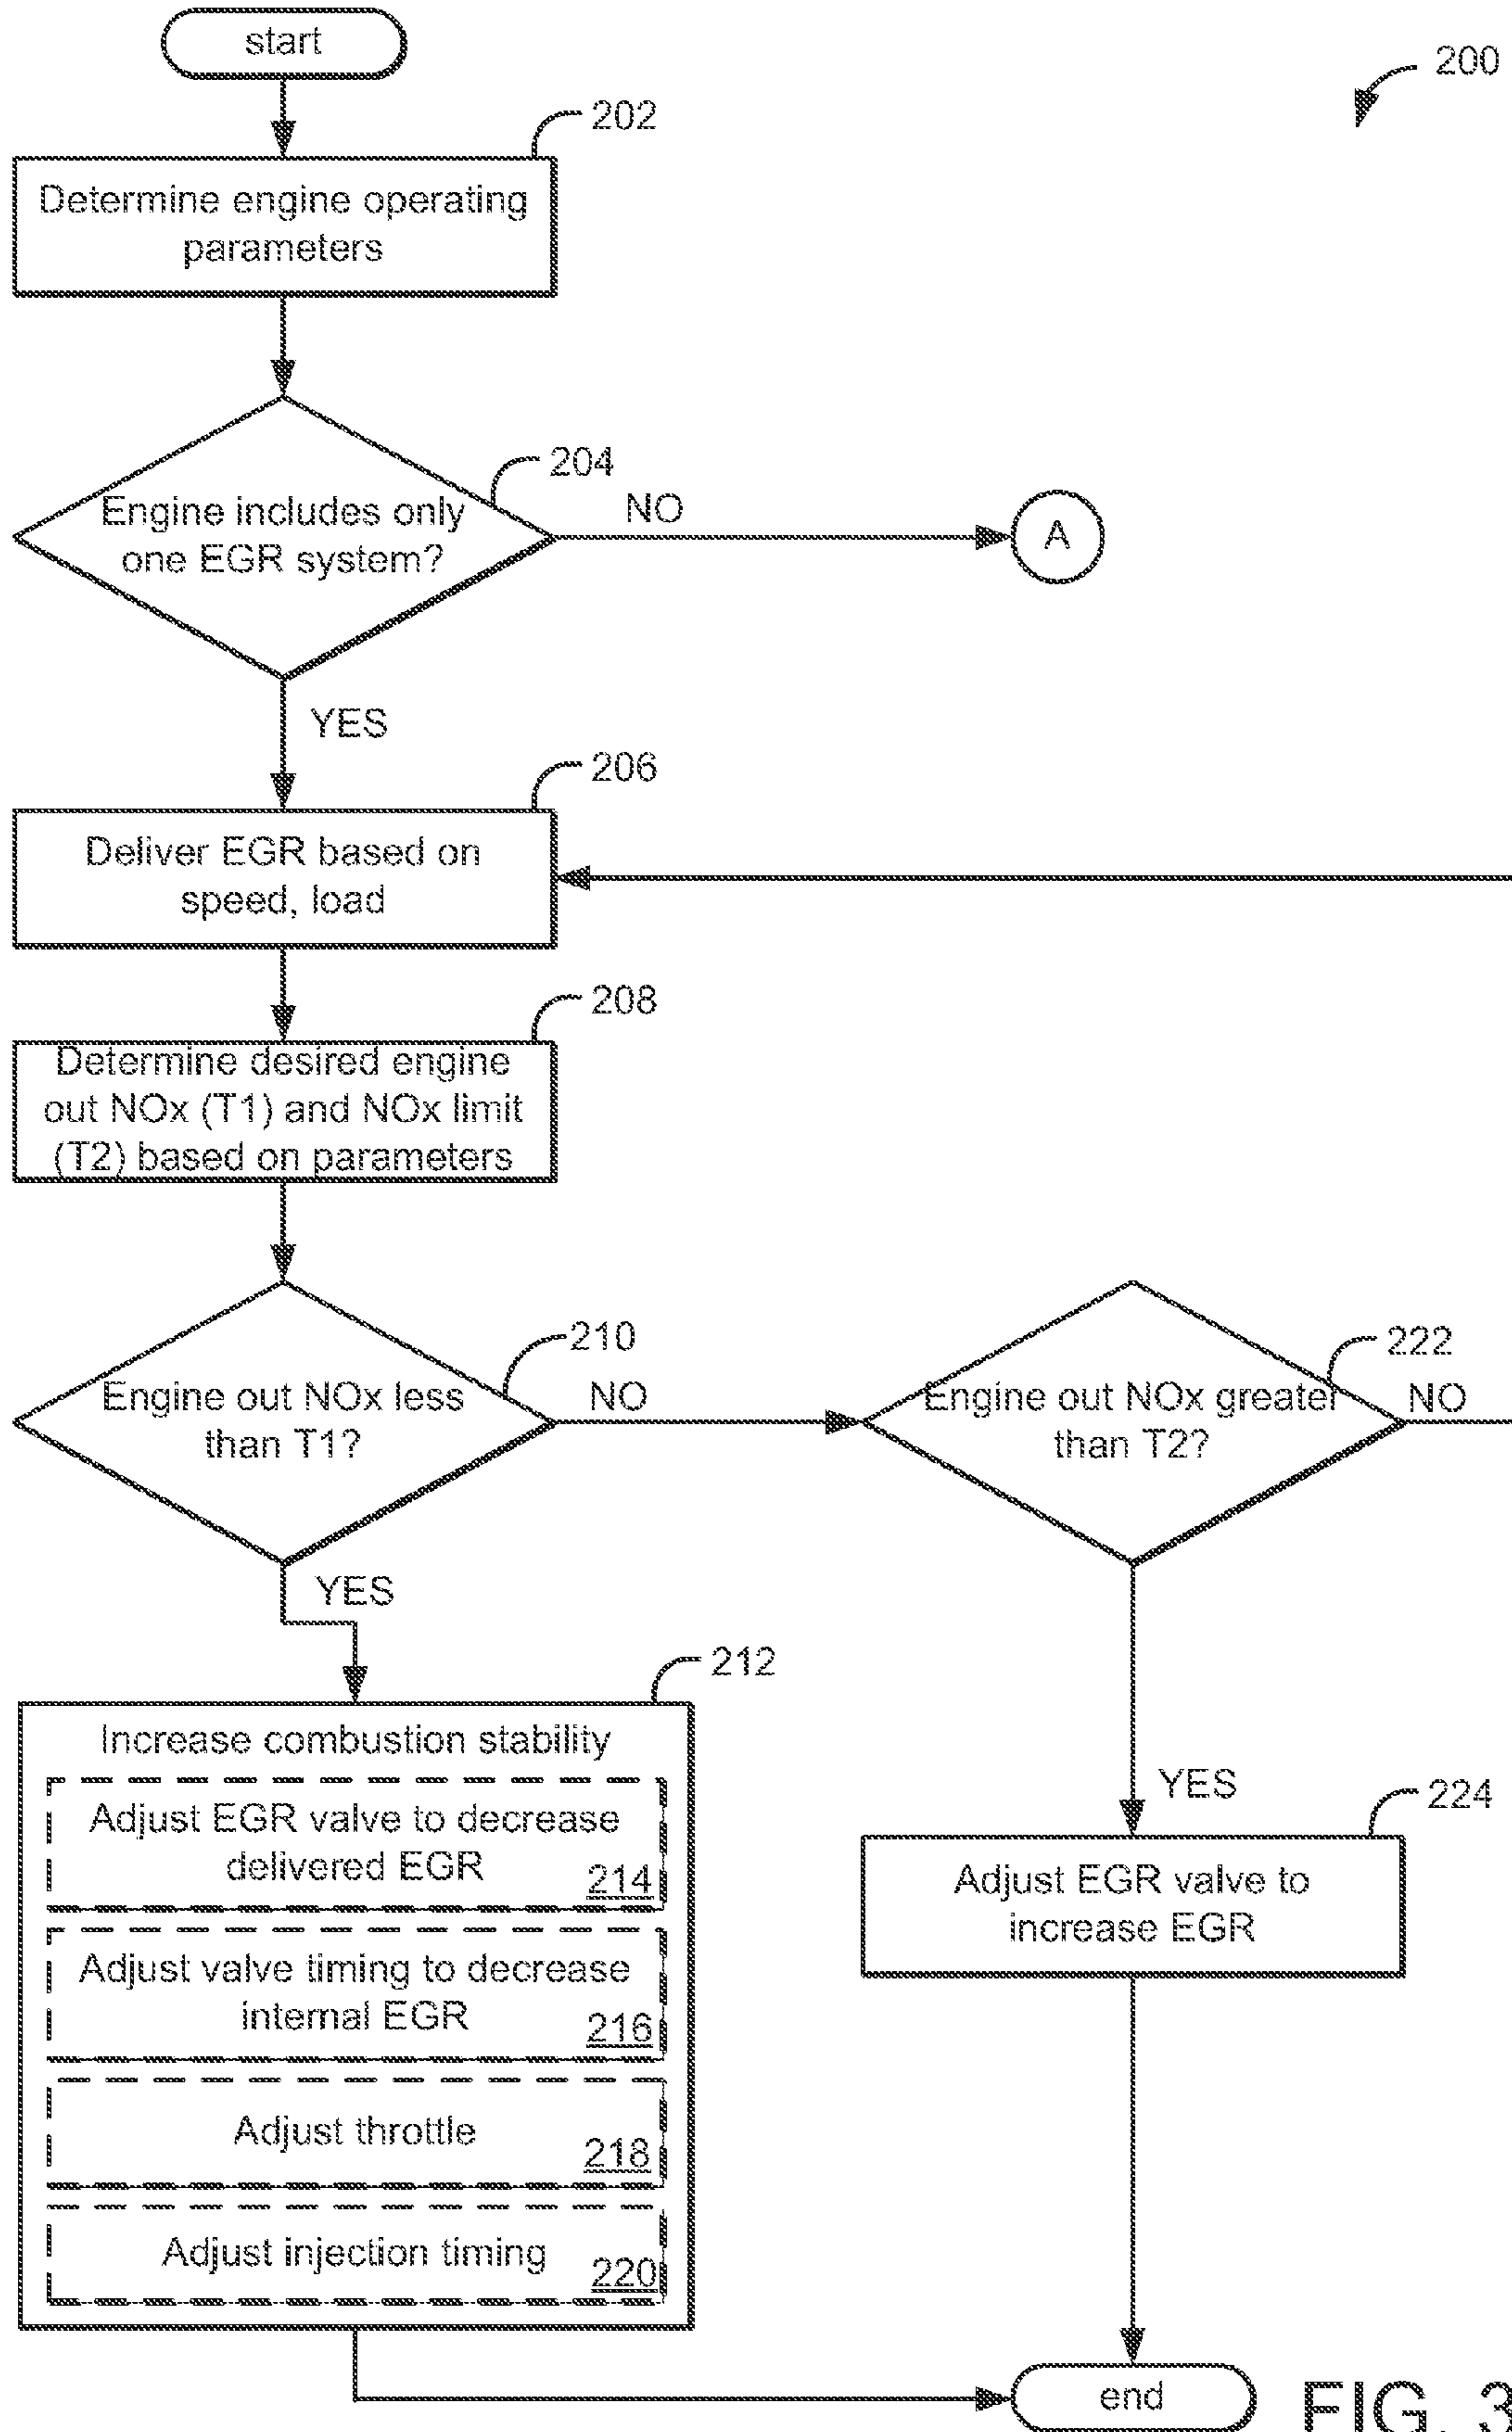 start
200
202
Determine engine operating
parameters
204
Engine includes only
one EGR system?
NO
A
YES
206
Deliver EGR based on
speed, load
208
Determine desired engine
out NOx (T1) and NOx limit
(T2) based on parameters
210
Engine out NOx less
than T1?
NO
222
Engine out NOx greater
than T2?
NO
YES
212
Increase combustion stability
Adjust EGR valve to decrease
delivered EGR
214
Adjust valve timing to decrease
internal EGR
216
Adjust throttle
218
Adjust injection timing
220
YES
224
Adjust EGR valve to
increase EGR
end
FIG. 3